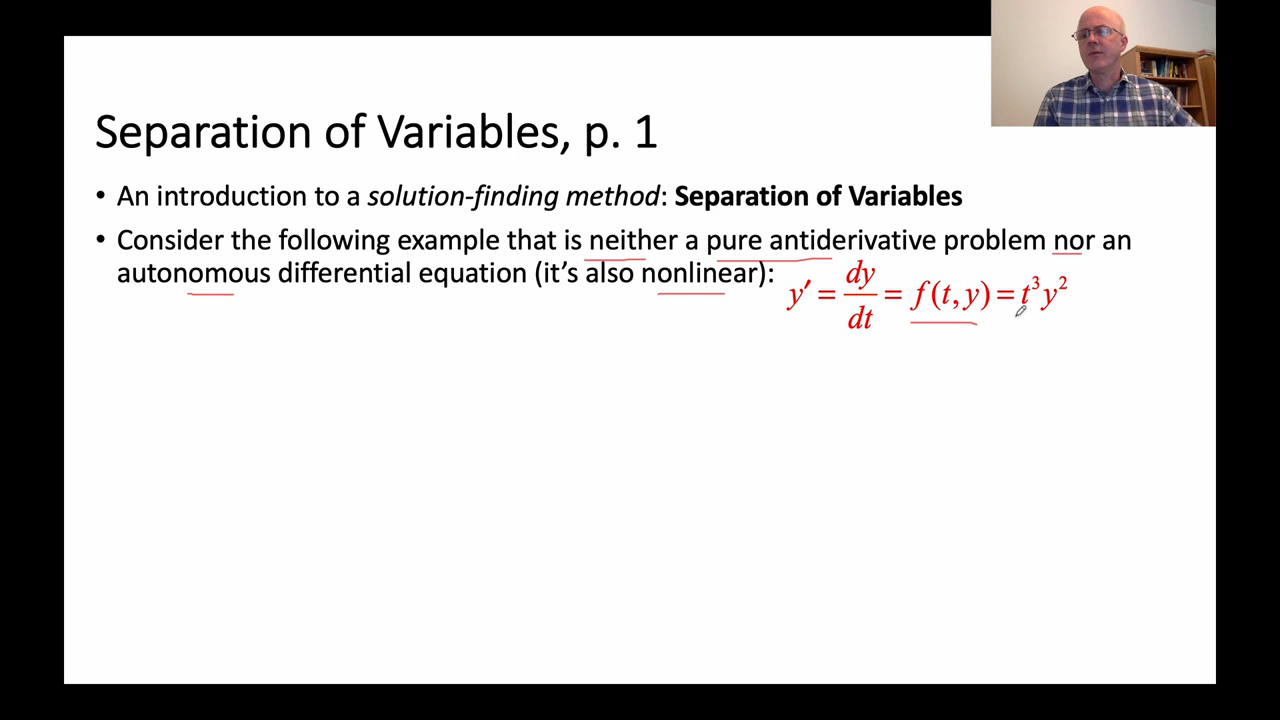 Separation of Variables, p. 1
• An introduction to a solution-finding method: Separation of Variables
• Consider the following example that is neither a pure antiderivative problem nor an
autonomous differential equation (it’s also nonlinear): y′ = dy/dt = f(t, y) = t³y²